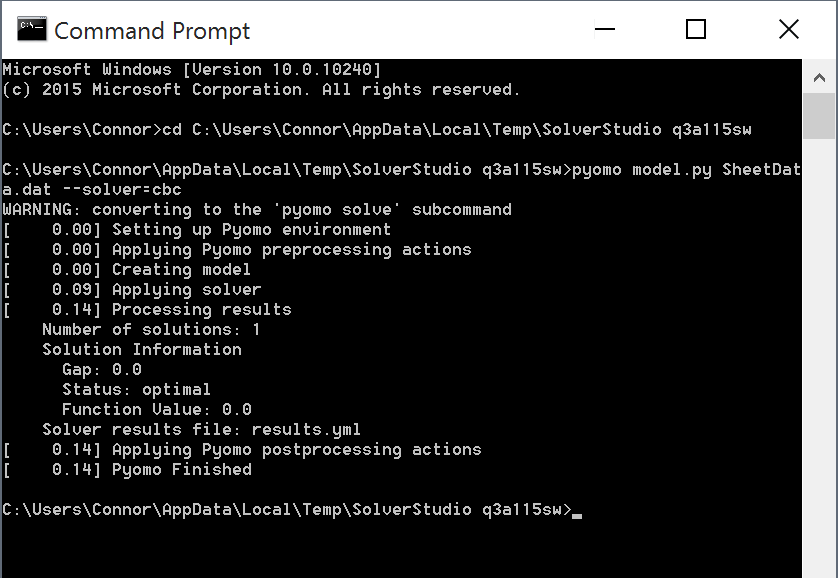 Command Prompt
Microsoft Windows [Version 10.0.10240]
(c) 2015 Microsoft Corporation. All rights reserved.
C:\Users\Connor>cd C:\Users\Connor\AppData\Local\Temp\SolverStudio q3a115sw
C:\Users\Connor\AppData\Local\Temp\SolverStudio q3a115sw>pyomo model.py SheetDat
a.dat --solver=cbc
WARNING: converting to the 'pyomo solve' subcommand
[    0.00] Setting up Pyomo environment
[    0.00] Applying Pyomo preprocessing actions
[    0.00] Creating model
[    0.09] Applying solver
[    0.14] Processing results
    Number of solutions: 1
    Solution Information
      Gap: 0.0
      Status: optimal
      Function Value: 0.0
    Solver results file: results.yml
[    0.14] Applying Pyomo postprocessing actions
[    0.14] Pyomo Finished
C:\Users\Connor\AppData\Local\Temp\SolverStudio q3a115sw>_